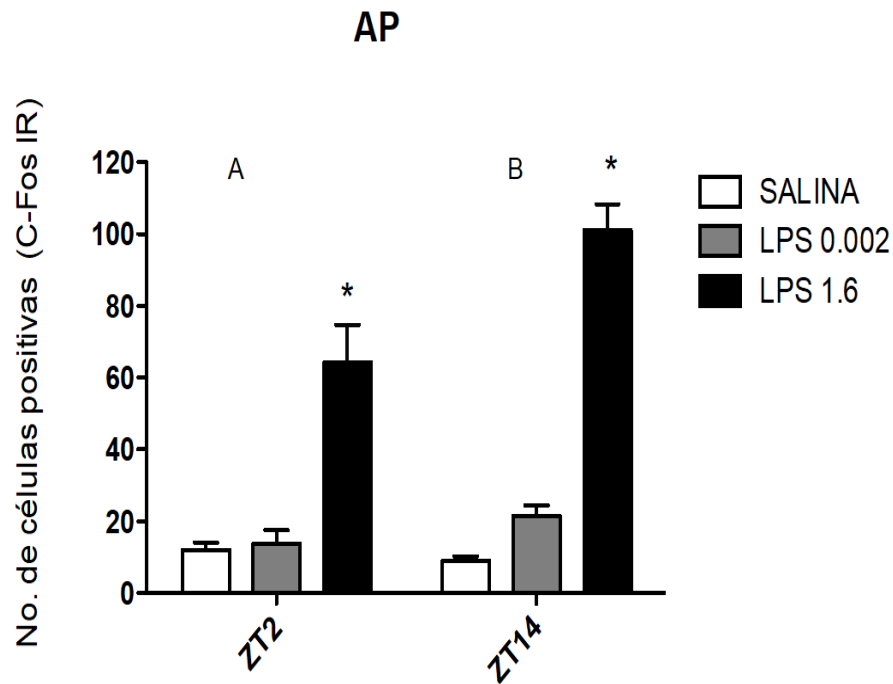 AP
No. de células positivas (C-Fos IR)
120
100
80
60
40
20
0
A
B
*
*
ZT2
ZT14
SALINA
LPS 0.002
LPS 1.6